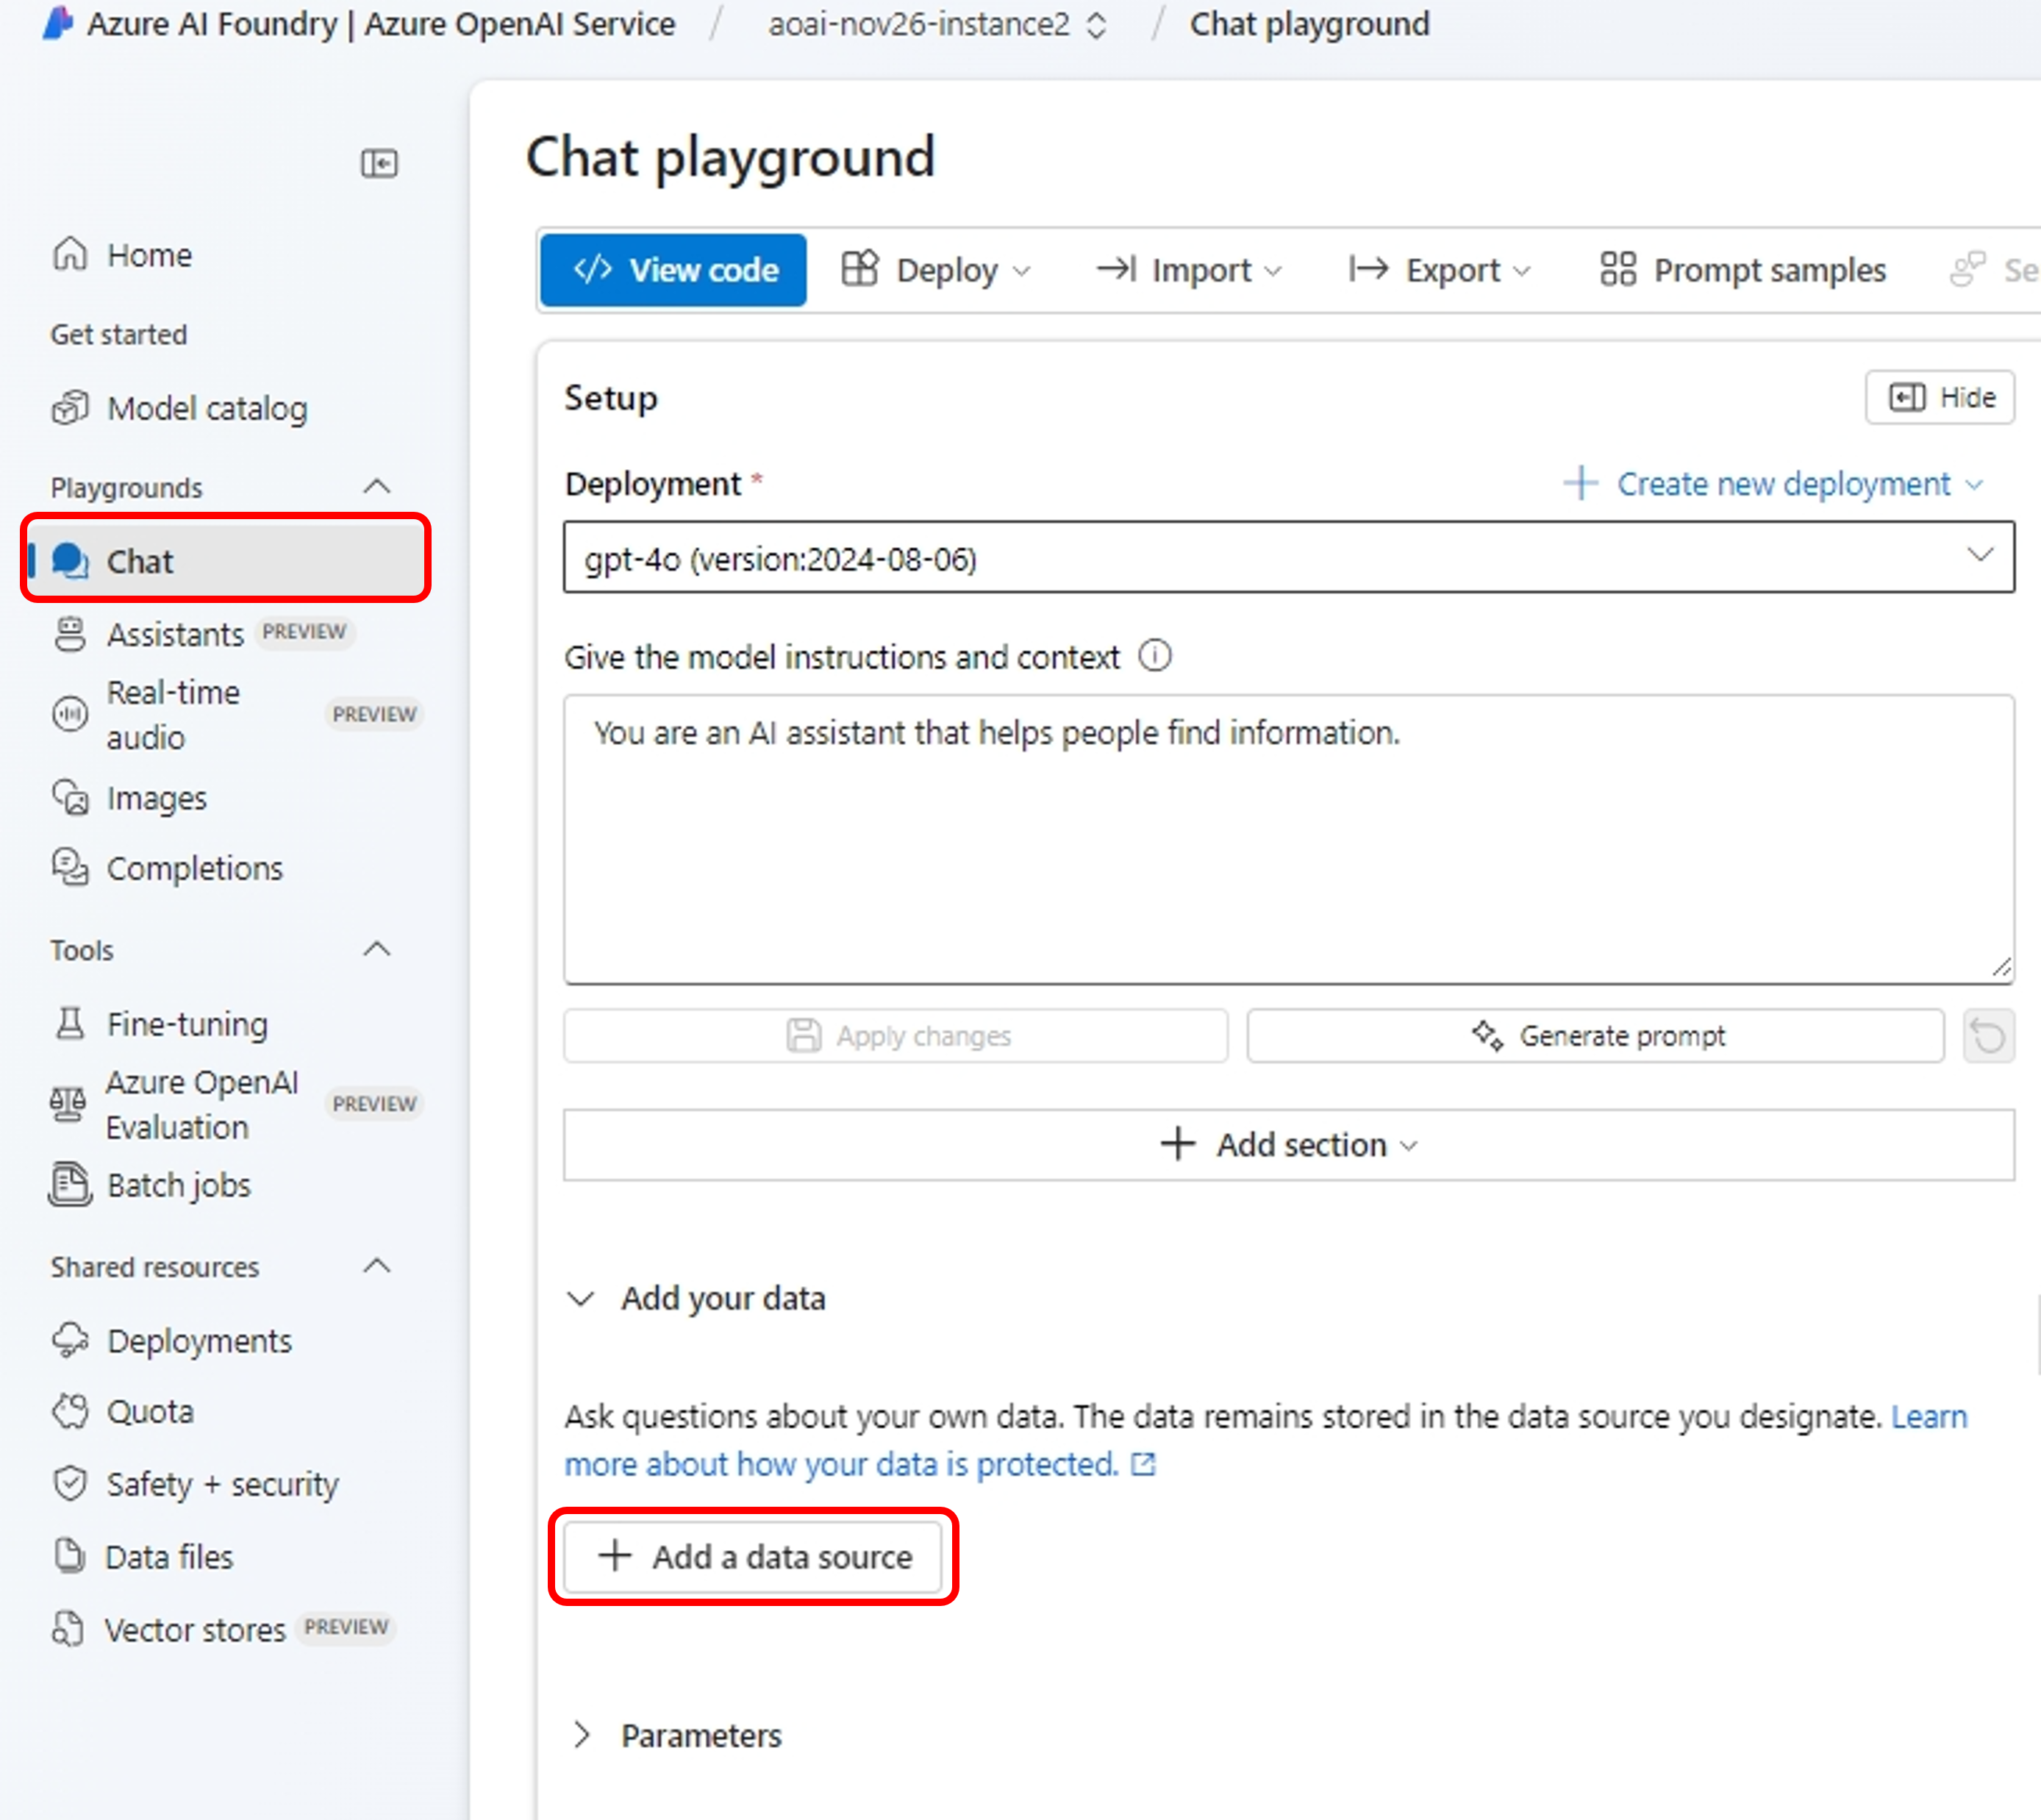 Azure AI Foundry | Azure OpenAI Service / aoai-nov26-instance2 / Chat playground
Home
Get started
Model catalog
Playgrounds
Chat
Assistants PREVIEW
Real-time
audio
PREVIEW
Images
Completions
Tools
Fine-tuning
Azure OpenAI
Evaluation
PREVIEW
Batch jobs
Shared resources
Deployments
Quota
Safety + security
Data files
Vector stores PREVIEW
Chat playground
View code Deploy Import Export Prompt samples Se
Setup
Hide
Deployment *
Create new deployment
gpt-4o (version:2024-08-06)
Give the model instructions and context
You are an AI assistant that helps people find information.
Apply changes
Generate prompt
Add section
Add your data
Ask questions about your own data. The data remains stored in the data source you designate. Learn
more about how your data is protected.
Add a data source
Parameters